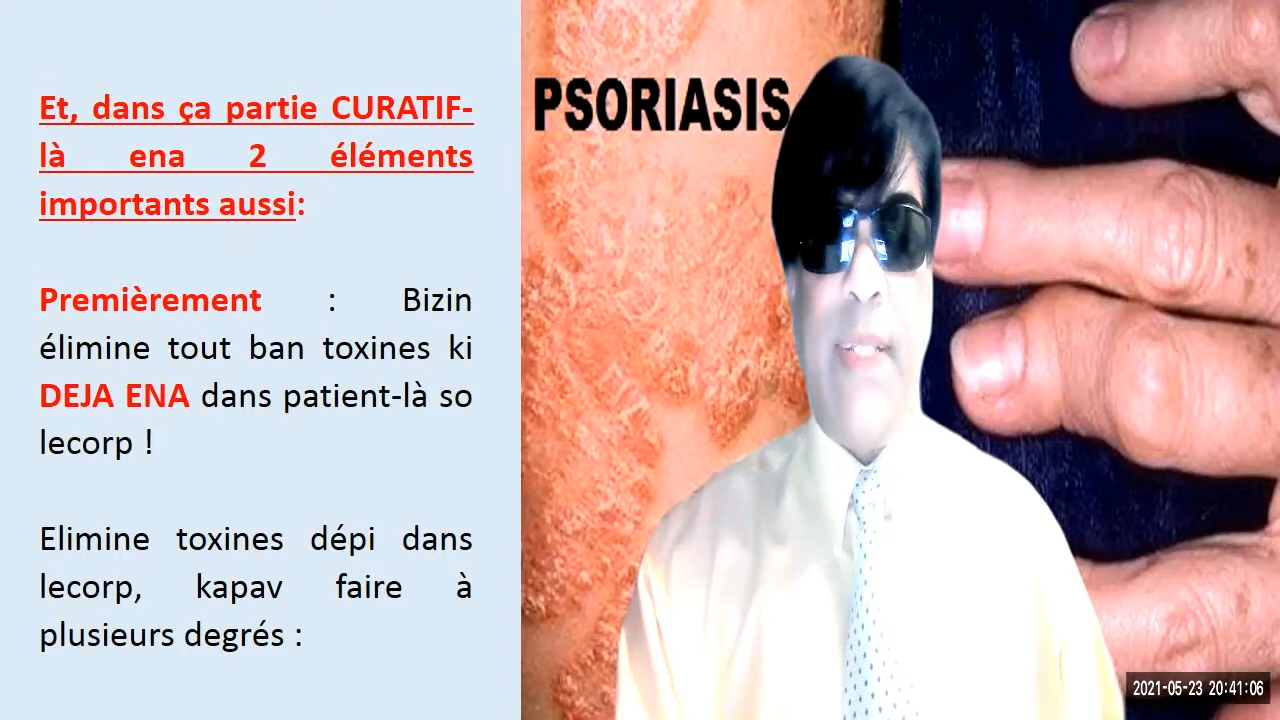 Et, dans ça partie CURATIF-
là ena 2 éléments
importants aussi:
Premièrement : Bizin
élimine tout ban toxines ki
DEJA ENA dans patient-là so
lecorp !
Elimine toxines dépi dans
lecorp, kapav faire à
plusieurs degrés :
PSORIASIS
2021-05-23 20:41:06